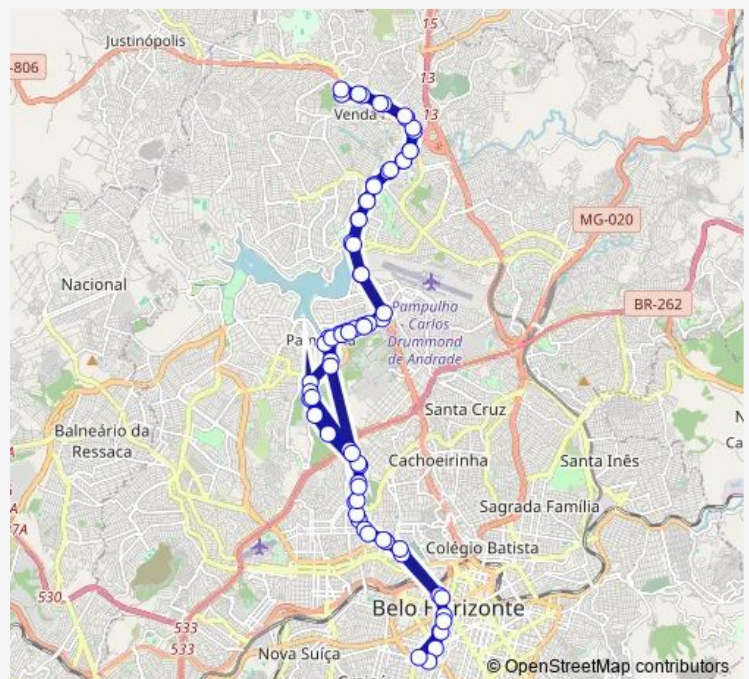 Justinópolis
-806
15
13
13
Venda
MG-020
Nacional
BR-262
Pampulha
Carlos
Drummond
de Andrade
Santa Cruz
Balneário da
Ressaca
Cachoeirinha
Santa Inês
N
Ca
Sagrada Família
Colégio Batista
530
Belo Horizonte
533
533
Nova Suíça
© OpenStreetMap contributors